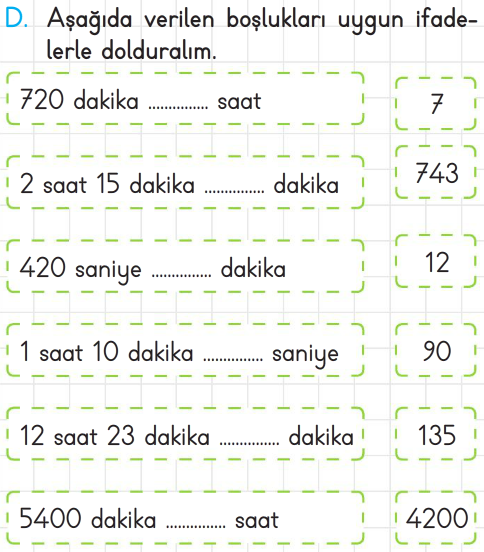 D. Aşağıda verilen boşlukları uygun ifade-
lerle dolduralım.
720 dakika ............... saat
7
2 saat 15 dakika ............... dakika
743
420 saniye ............... dakika
12
1 saat 10 dakika ............... saniye
90
12 saat 23 dakika ............... dakika
135
5400 dakika ............... saat
4200